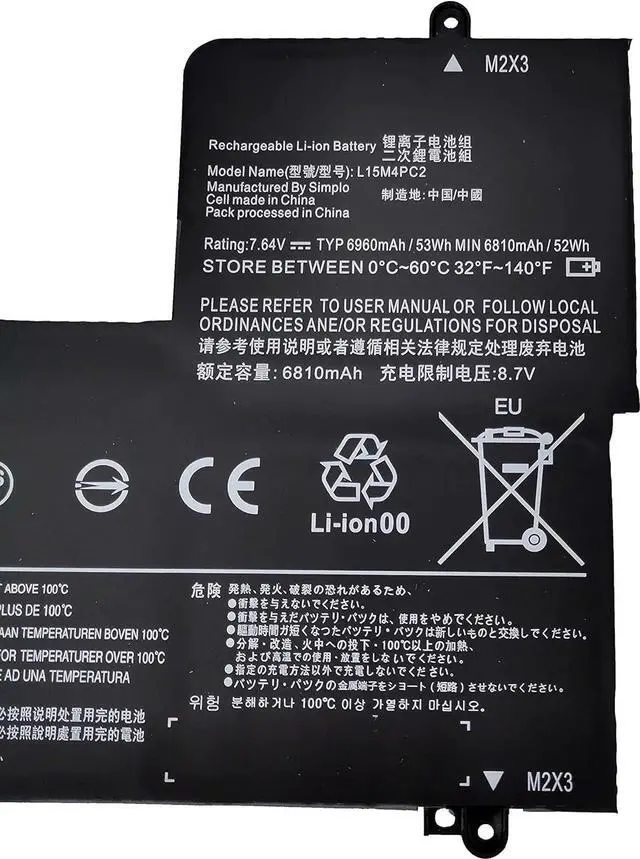 M2X3
Rechargeable Li-ion Battery 锂离子电池组
二次鋰電池組
Model Name(型號/型号): L15M4PC2
Manufactured By Simplo
Cell made in China 制造地:中国/中國
Pack processed in China
Rating:7.64V TYP 6960mAh / 53Wh MIN 6810mAh / 52Wh
STORE BETWEEN 0°C~60°C 32°F~140°F
PLEASE REFER TO USER MANUAL OR FOLLOW LOCAL
ORDINANCES ANE/OR REGULATIONS FOR DISPOSAL
请参考使用说明或者遵循相关法律规定处理废弃电池
额定容量:6810mAh 充电限制电压:8.7V
EU
CE
Li-ion00
T ABOVE 100°C
PLUS DE 100°C
AAN TEMPERATUREN BOVEN 100°C
FOR TEMPERATURER OVER 100°C
E AD UNA TEMPERATURA
必按照说明处置用完的电池
必按照說明處置用完的電池
危険 発熱、発火、破裂の恐れがあるため、
●衝撃を与えないでください。
●衝撃を与えだバッテリ・パックは、使用をやめてください。
●駆動時間ガ短くなつたバッテリ・パックは新しいものと交換しでください。
●分解・改造、火中への投下・100℃以上の加熱、
および高温での使用・放置をしないでください。
●指定の充電方法以外で充電しないでください。
●バッテリ・パックの金属端子をショート(短路)させないでください。
위험 분해하거나 100℃ 이상 가열하지 마십시오.
M2X3